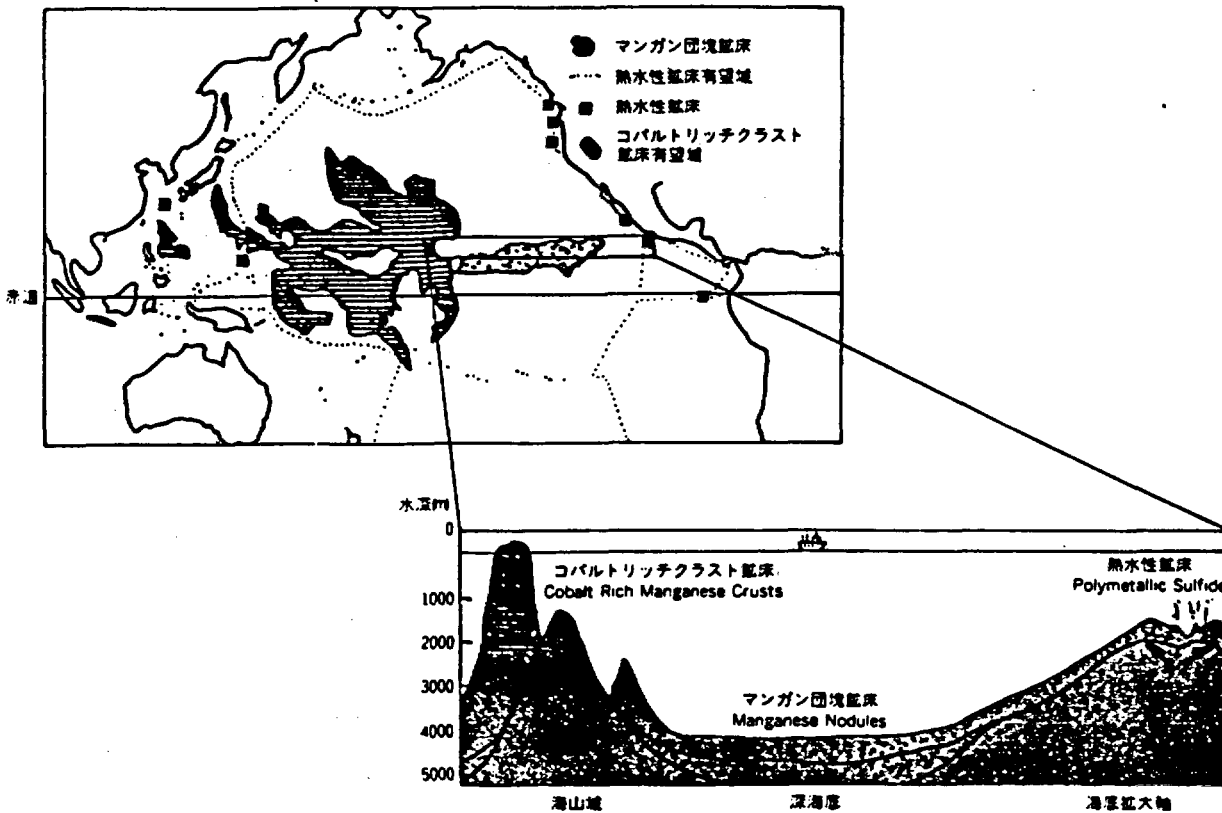 マンガン団塊鉱床
熱水性鉱床有望域
熱水性鉱床
コバルトリッチクラスト
鉱床有望域
赤道
水深m
0
コバルトリッチクラスト鉱床
Cobalt Rich Manganese Crusts
熱水性鉱床
Polymetallic Sulfide
1000
2000
3000
マンガン団塊鉱床
Manganese Nodules
4000
5000
海山域
深海底
海底拡大軸